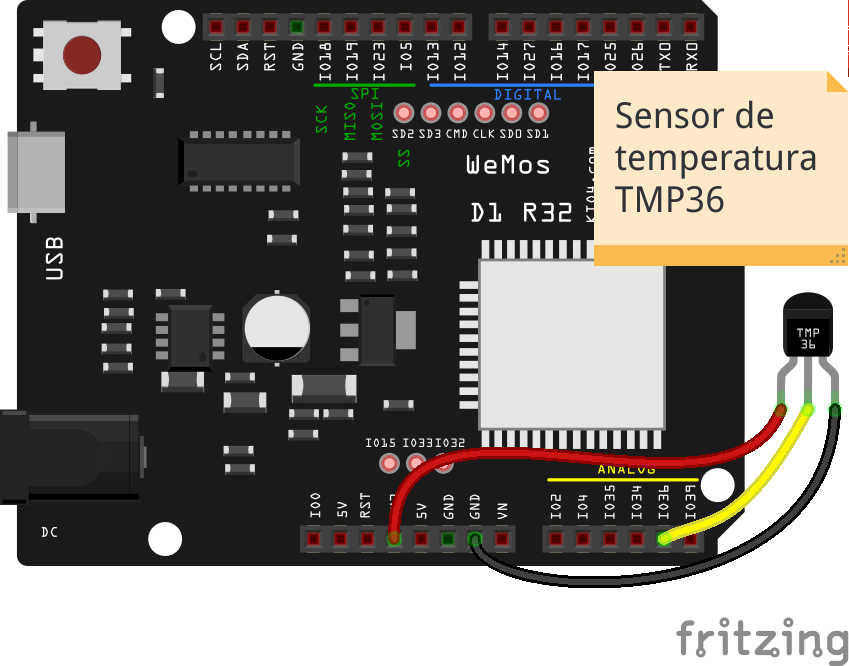 SCL SDA RST GND IO18 IO19 IO23 IO5 IO13 IO12
IO14 IO27 IO16 IO17 IO25 IO26 TX0 RX0
SPI
DIGITAL
SCK MISO MOSI SS
SD2 SD3 CMD CLK SD0 SD1
WeMos
D1 R32
Sensor de
temperatura
TMP36
USB
TMP
36
IO15 IO33 IO32
ANALOG
IO0 5V RST 5V GND GND VN
IO2 IO4 IO35 IO34 IO36 IO39
DC
fritzing